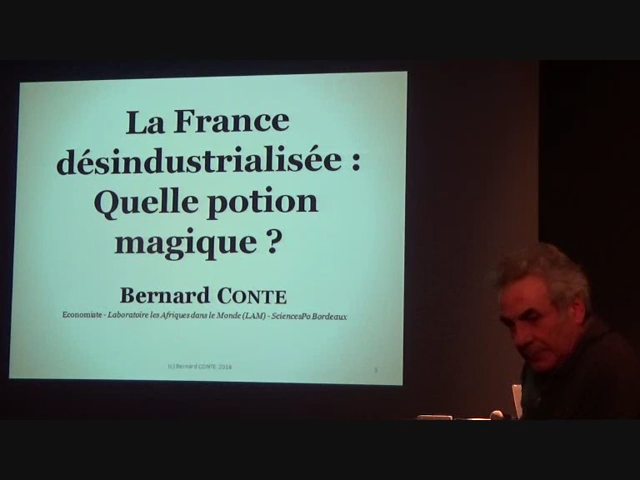 La France
désindustrialisée :
Quelle potion
magique ?
Bernard CONTE
Economiste - Laboratoire les Afriques dans le Monde (LAM) - SciencesPo Bordeaux
(c) Bernard CONTE 2014